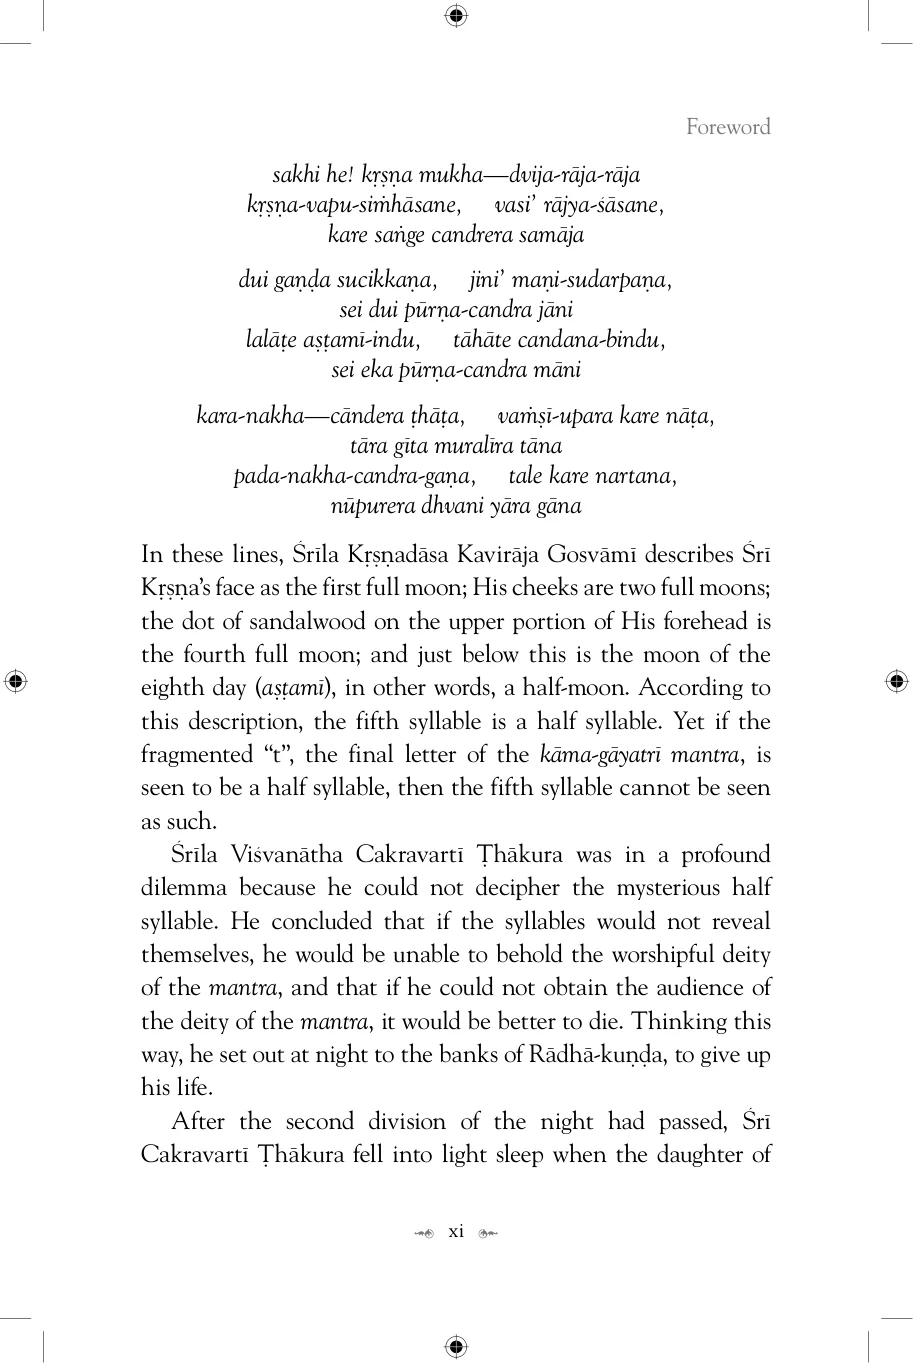 Foreword
sakhi he! kṛṣṇa mukha—dvija-rāja-rāja
kṛṣṇa-vapu-siṁhāsane, vasi’ rājya-śāsane,
kare saṅge candrera samāja
dui gaṇḍa sucikkaṇa, jini’ maṇi-sudarpaṇa,
sei dui pūrṇa-candra jāni
lalāṭe aṣṭamī-indu, tāhāte candana-bindu,
sei eka pūrṇa-candra māni
kara-nakha—cāndera ṭhāṭa, vaṁṣī-upara kare nāṭa,
tāra gīta muralīra tāna
pada-nakha-candra-gaṇa, tale kare nartana,
nūpurera dhvani yāra gāna
In these lines, Śrīla Kṛṣṇadāsa Kavirāja Gosvāmī describes Śrī
Kṛṣṇa’s face as the first full moon; His cheeks are two full moons;
the dot of sandalwood on the upper portion of His forehead is
the fourth full moon; and just below this is the moon of the
eighth day (aṣṭamī), in other words, a half-moon. According to
this description, the fifth syllable is a half syllable. Yet if the
fragmented “t”, the final letter of the kāma-gāyatrī mantra, is
seen to be a half syllable, then the fifth syllable cannot be seen
as such.
Śrīla Viśvanātha Cakravartī Ṭhākura was in a profound
dilemma because he could not decipher the mysterious half
syllable. He concluded that if the syllables would not reveal
themselves, he would be unable to behold the worshipful deity
of the mantra, and that if he could not obtain the audience of
the deity of the mantra, it would be better to die. Thinking this
way, he set out at night to the banks of Rādhā-kuṇḍa, to give up
his life.
After the second division of the night had passed, Śrī
Cakravartī Ṭhākura fell into light sleep when the daughter of
xi